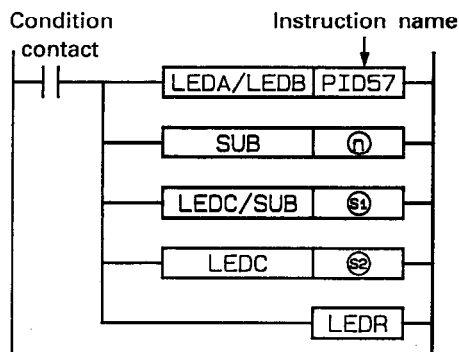 Condition contact
Instruction name
LEDA/LEDB PID57
SUB n
LEDC/SUB S1
LEDC S2
LEDR